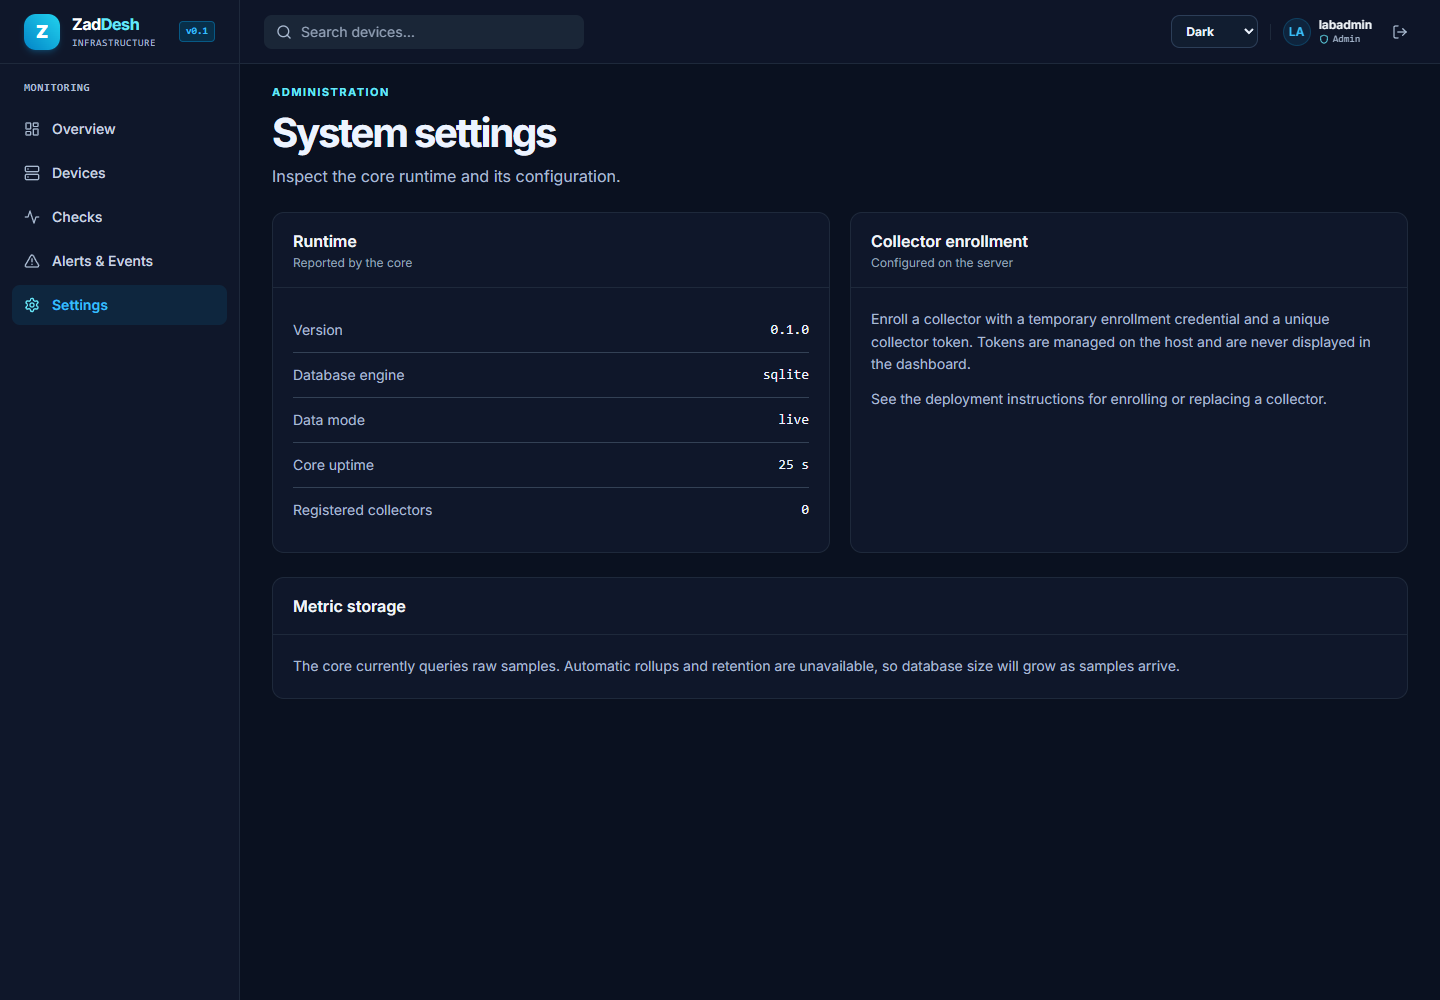 Z
ZadDesh
INFRASTRUCTURE
v0.1
Search devices...
Dark
LA
labadmin
Admin
MONITORING
Overview
Devices
Checks
Alerts & Events
Settings
ADMINISTRATION
System settings
Inspect the core runtime and its configuration.
Runtime
Reported by the core
Version 0.1.0
Database engine sqlite
Data mode live
Core uptime 25 s
Registered collectors 0
Collector enrollment
Configured on the server
Enroll a collector with a temporary enrollment credential and a unique
collector token. Tokens are managed on the host and are never displayed in
the dashboard.
See the deployment instructions for enrolling or replacing a collector.
Metric storage
The core currently queries raw samples. Automatic rollups and retention are unavailable, so database size will grow as samples arrive.